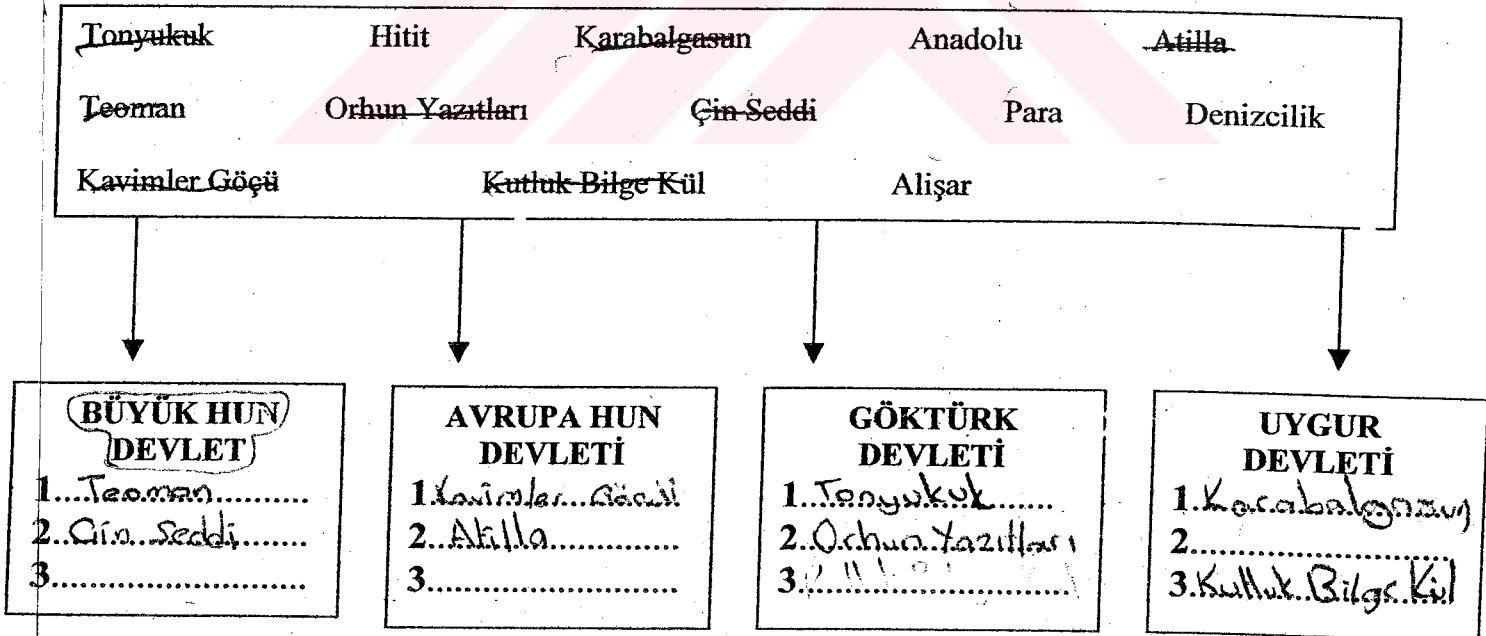 Tonyukuk Hitit Karabalgasun Anadolu Atilla
Teoman Orhun Yazıtları Çin Seddi Para Denizcilik
Kavimler Göçü Kutluk Bilge Kül Alişar
BÜYÜK HUN
DEVLET
1...Teoman..........
2..Çin..Seddi.......
3............................
AVRUPA HUN
DEVLETİ
1.Kavimler..Göçü
2..Atilla...............
3............................
GÖKTÜRK
DEVLETİ
1...Tonyukuk......
2..Orhun.Yazıtları
3............................
UYGUR
DEVLETİ
1.Karabalgasun
2............................
3.Kutluk..Bilge..Kül